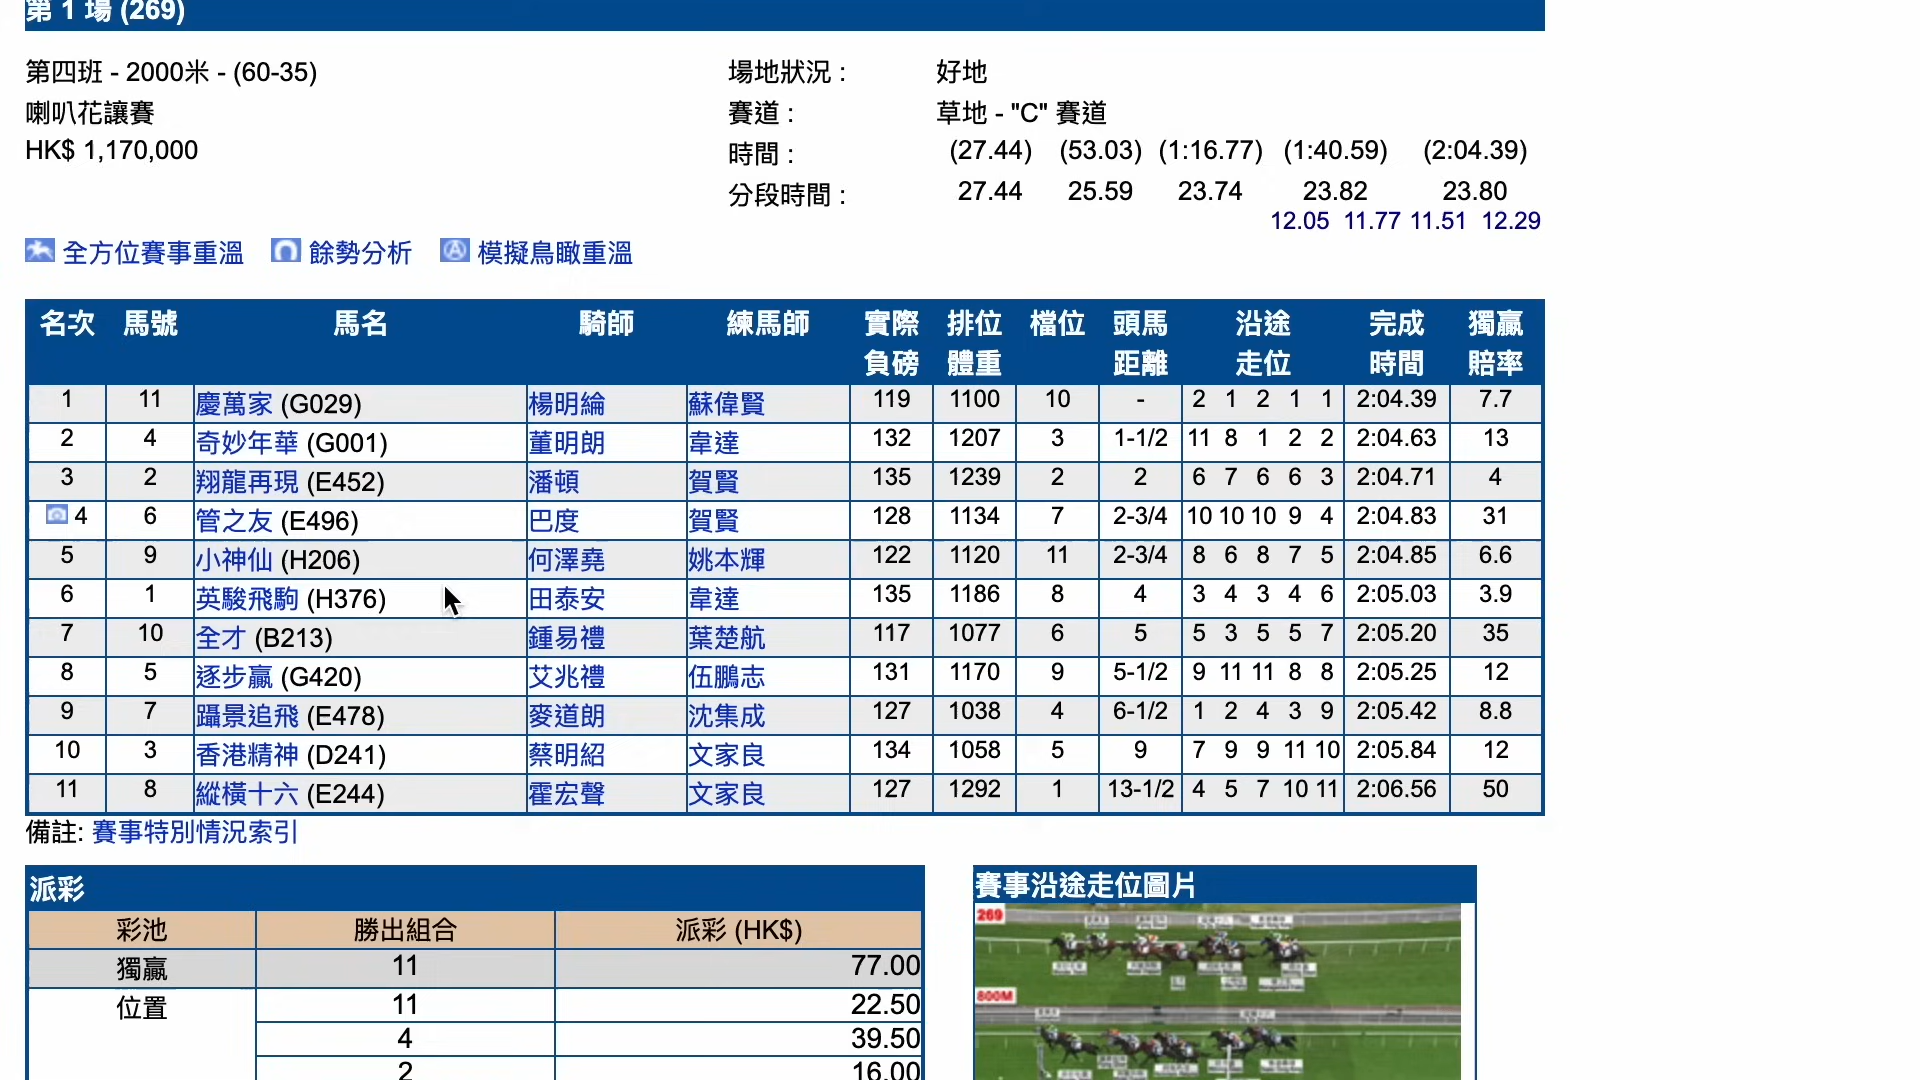 第 1 場 (269)
第四班 - 2000米 - (60-35) 場地狀況 : 好地
喇叭花讓賽 賽道 : 草地 - "C" 賽道
HK$ 1,170,000 時間 : (27.44) (53.03) (1:16.77) (1:40.59) (2:04.39)
分段時間 : 27.44 25.59 23.74 23.82 23.80
12.05 11.77 11.51 12.29
全方位賽事重溫 餘勢分析 模擬鳥瞰重溫
名次 馬號 馬名 騎師 練馬師 實際負磅 排位體重 檔位 頭馬距離 沿途走位 完成時間 獨贏賠率
1 11 慶萬家 (G029) 楊明綸 蘇偉賢 119 1100 10 - 2 1 2 1 1 2:04.39 7.7
2 4 奇妙年華 (G001) 董明朗 韋達 132 1207 3 1-1/2 11 8 1 2 2 2:04.63 13
3 2 翔龍再現 (E452) 潘頓 賀賢 135 1239 2 2 6 7 6 6 3 2:04.71 4
4 6 管之友 (E496) 巴度 賀賢 128 1134 7 2-3/4 10 10 10 9 4 2:04.83 31
5 9 小神仙 (H206) 何澤堯 姚本輝 122 1120 11 2-3/4 8 6 8 7 5 2:04.85 6.6
6 1 英駿飛駒 (H376) 田泰安 韋達 135 1186 8 4 3 4 3 4 6 2:05.03 3.9
7 10 全才 (B213) 鍾易禮 葉楚航 117 1077 6 5 5 3 5 5 7 2:05.20 35
8 5 逐步贏 (G420) 艾兆禮 伍鵬志 131 1170 9 5-1/2 9 11 11 8 8 2:05.25 12
9 7 躡景追飛 (E478) 麥道朗 沈集成 127 1038 4 6-1/2 1 2 4 3 9 2:05.42 8.8
10 3 香港精神 (D241) 蔡明紹 文家良 134 1058 5 9 7 9 9 11 10 2:05.84 12
11 8 縱橫十六 (E244) 霍宏聲 文家良 127 1292 1 13-1/2 4 5 7 10 11 2:06.56 50
備註: 賽事特別情況索引
派彩
彩池 勝出組合 派彩 (HK$)
獨贏 11 77.00
位置 11 22.50
4 39.50
2 16.00
賽事沿途走位圖片
269
800M